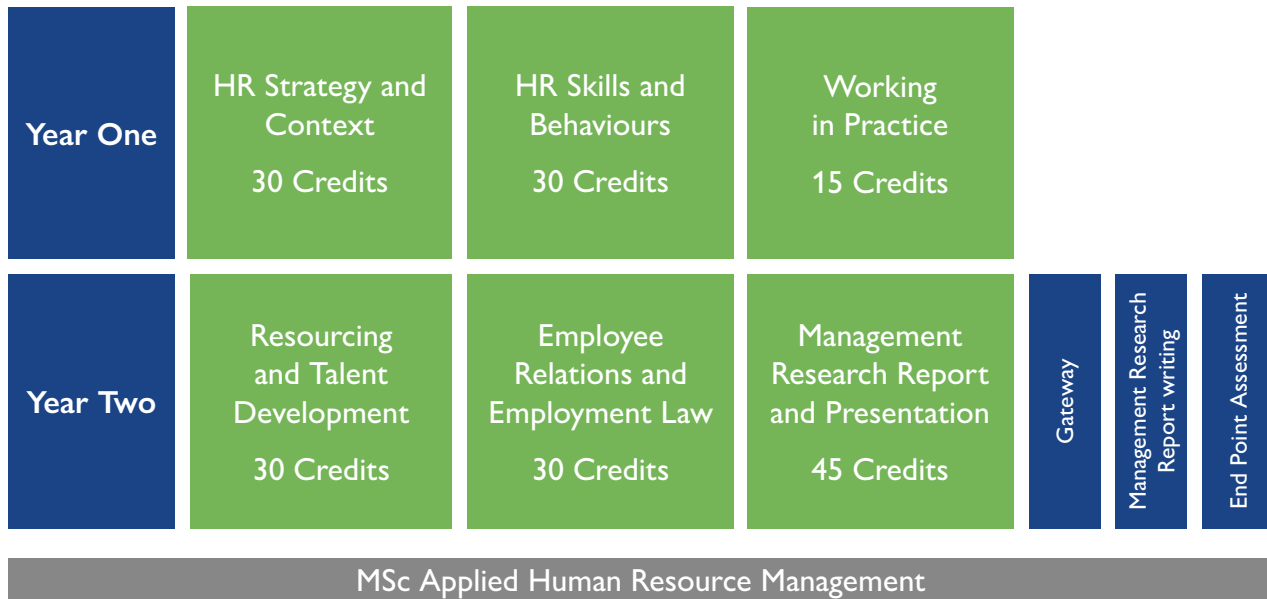 Year One
HR Strategy and
Context
30 Credits
HR Skills and
Behaviours
30 Credits
Working
in Practice
15 Credits
Year Two
Resourcing
and Talent
Development
30 Credits
Employee
Relations and
Employment Law
30 Credits
Management
Research Report
and Presentation
45 Credits
Gateway
Management Research
Report writing
End Point Assessment
MSc Applied Human Resource Management